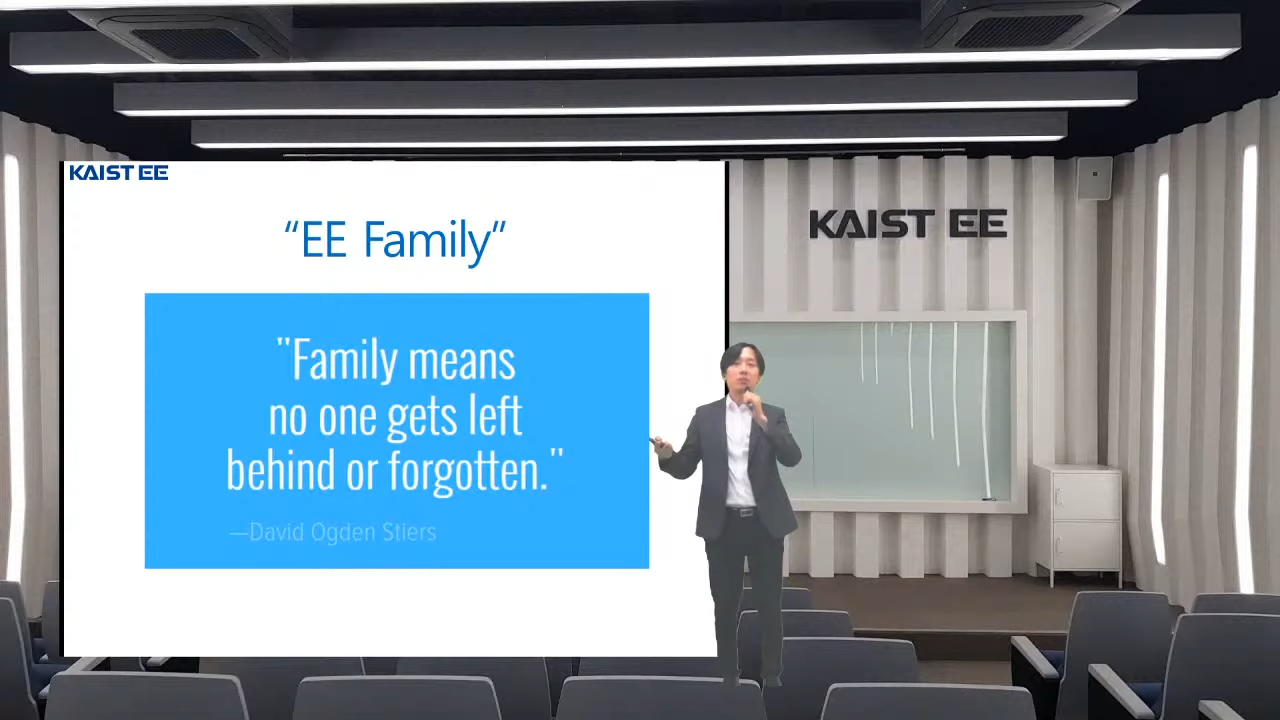 KAIST EE
“EE Family”
"Family means
no one gets left
behind or forgotten."
—David Ogden Stiers
KAIST EE